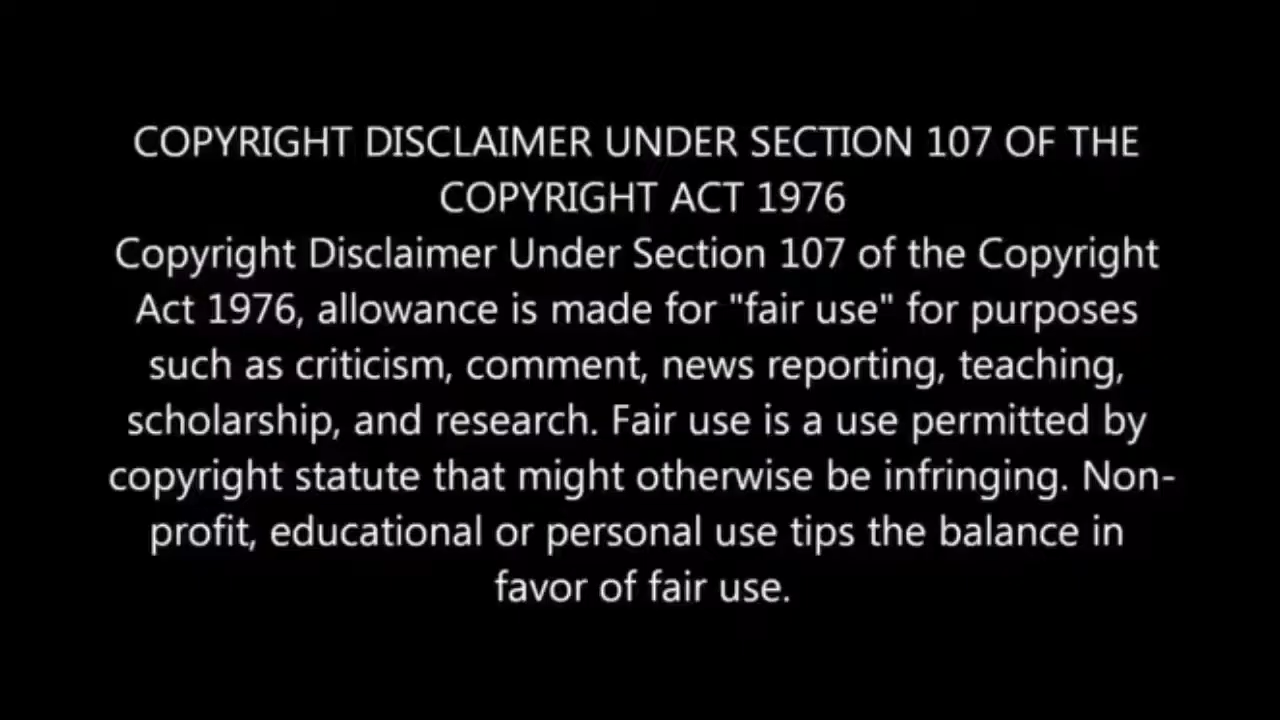 COPYRIGHT DISCLAIMER UNDER SECTION 107 OF THE
COPYRIGHT ACT 1976
Copyright Disclaimer Under Section 107 of the Copyright
Act 1976, allowance is made for "fair use" for purposes
such as criticism, comment, news reporting, teaching,
scholarship, and research. Fair use is a use permitted by
copyright statute that might otherwise be infringing. Non-
profit, educational or personal use tips the balance in
favor of fair use.